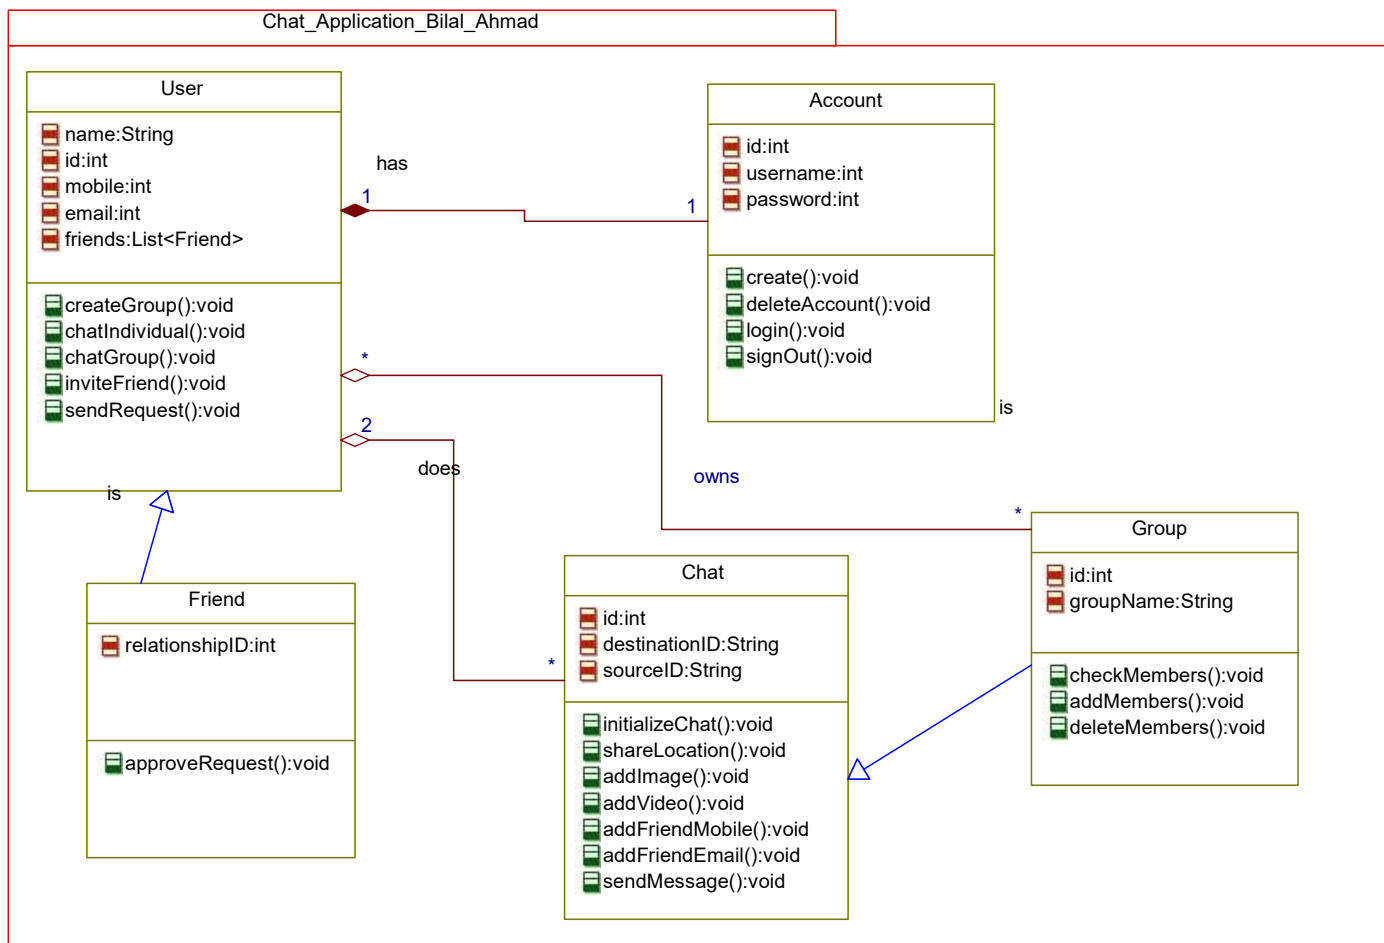 Chat_Application_Bilal_Ahmad
User
name:String
id:int
mobile:int
email:int
friends:List<Friend>
createGroup():void
chatIndividual():void
chatGroup():void
inviteFriend():void
sendRequest():void
has
1
1
Account
id:int
username:int
password:int
create():void
deleteAccount():void
login():void
signOut():void
is
*
2
does
owns
*
is
Friend
relationshipID:int
approveRequest():void
*
Chat
id:int
destinationID:String
sourceID:String
initializeChat():void
shareLocation():void
addImage():void
addVideo():void
addFriendMobile():void
addFriendEmail():void
sendMessage():void
Group
id:int
groupName:String
checkMembers():void
addMembers():void
deleteMembers():void